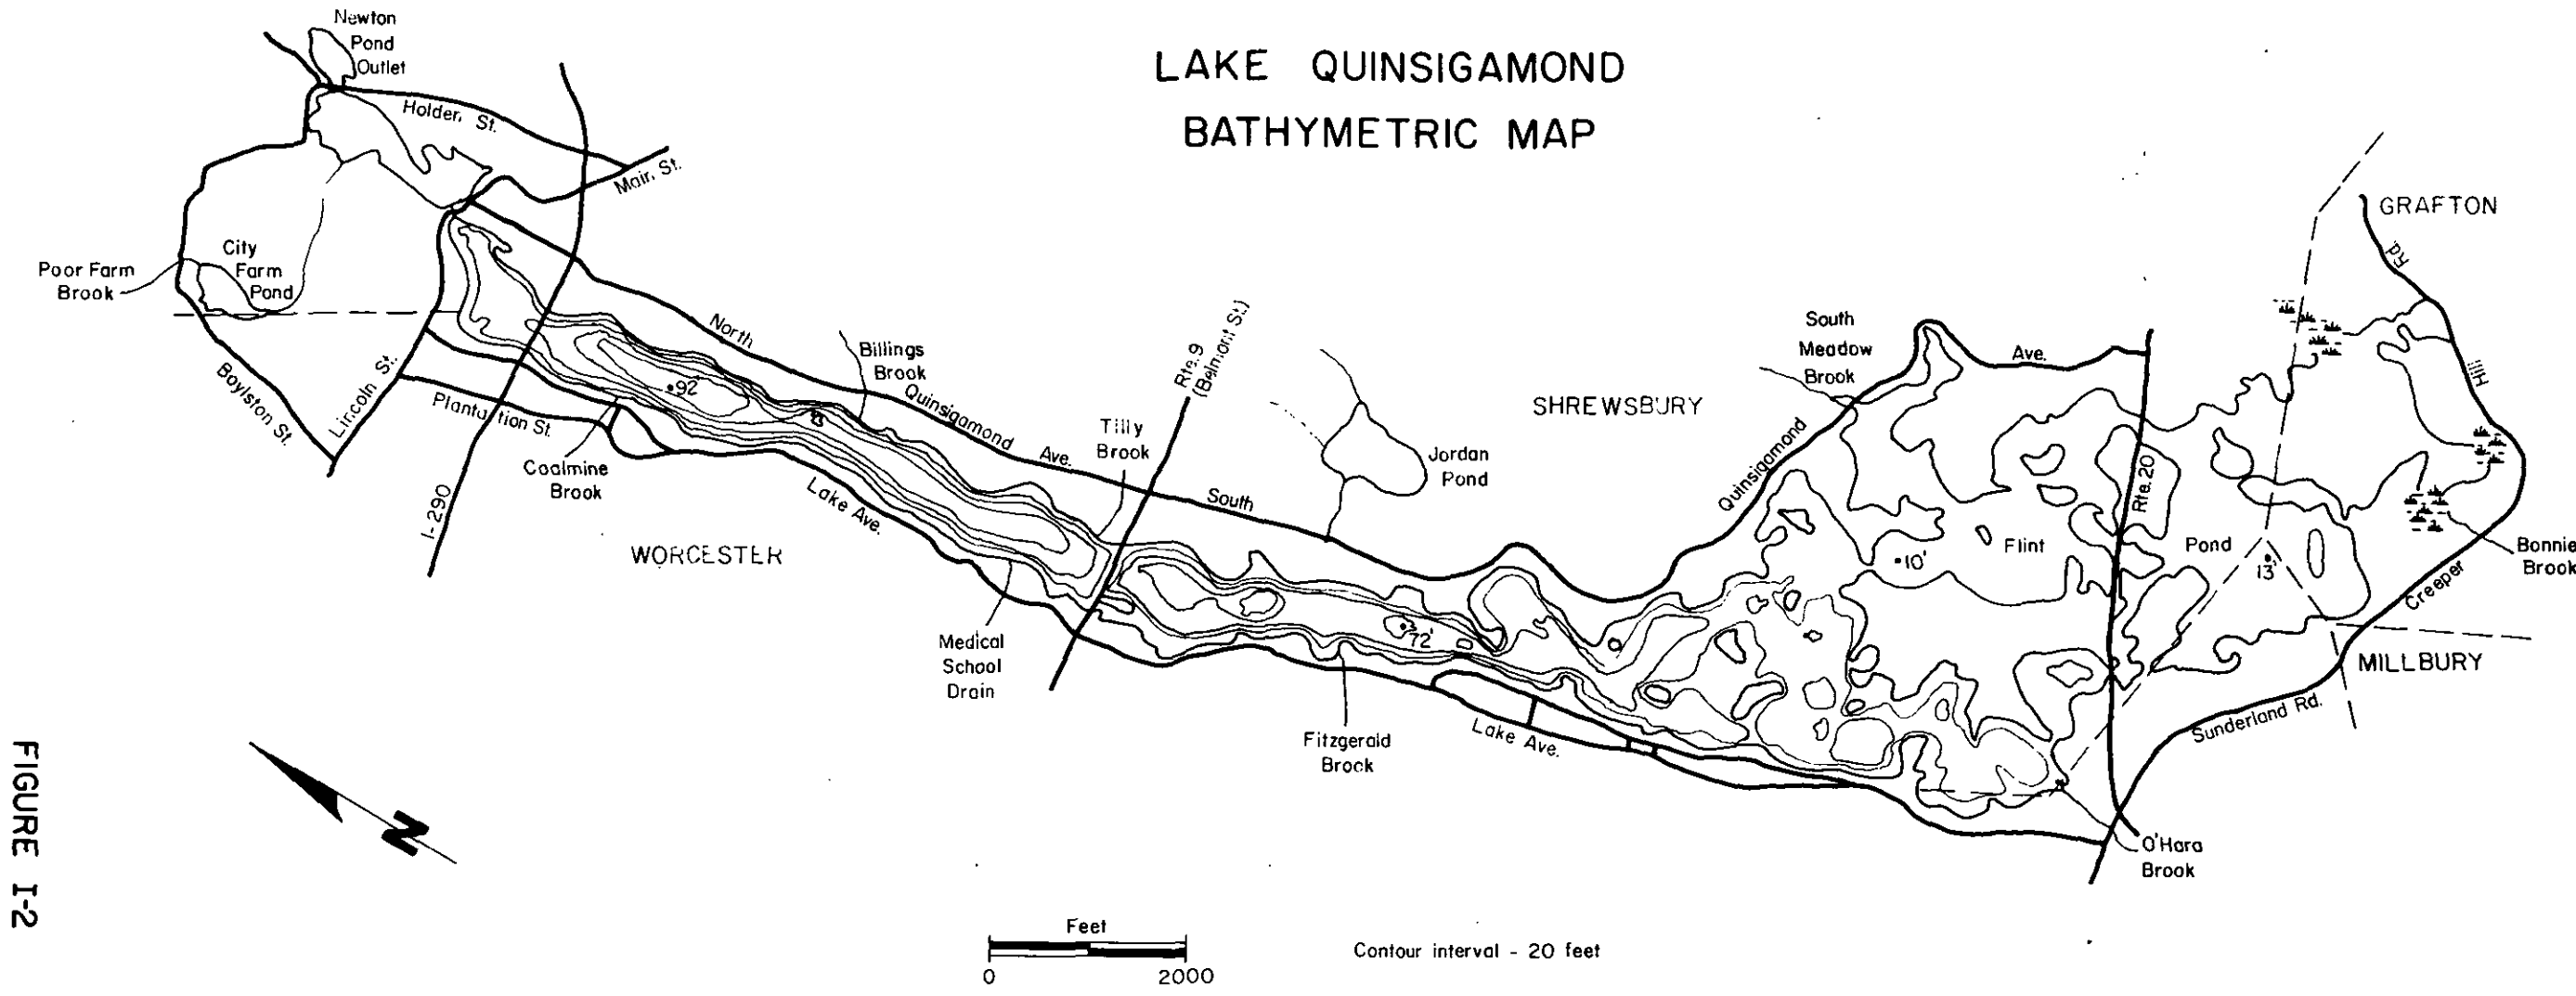 LAKE QUINSIGAMOND
BATHYMETRIC MAP
Newton
Pond
Outlet
Holden St.
Main St.
Poor Farm
Brook
City
Farm
Pond
Boylston St.
Lincoln St.
Plantation St.
I-290
Coalmine
Brook
WORCESTER
North
Quinsigamond
Ave.
Billings
Brook
Lake Ave.
Rte. 9
(Belmont St.)
Tilly
Brook
Medical
School
Drain
South
Jordan
Pond
SHREWSBURY
Fitzgerald
Brook
Lake Ave.
South
Meadow
Brook
Quinsigamond
Ave.
Rte. 20
GRAFTON
Rd.
Hill
Creeper
Bonnie
Brook
MILLBURY
Sunderland Rd.
O'Hara
Brook
Flint
Pond
.92'
.72'
.10'
13'
N
Feet
0 2000
Contour interval - 20 feet
FIGURE I-2